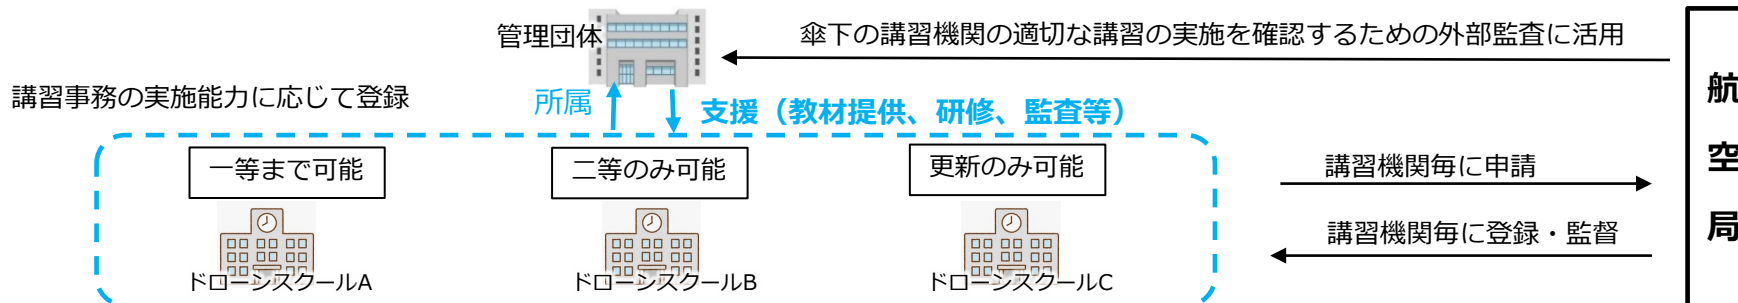 管理団体
傘下の講習機関の適切な講習の実施を確認するための外部監査に活用
講習事務の実施能力に応じて登録
所属
支援（教材提供、研修、監査等）
一等まで可能
二等のみ可能
更新のみ可能
講習機関毎に申請
講習機関毎に登録・監督
ドローンスクールA
ドローンスクールB
ドローンスクールC
航
空
局